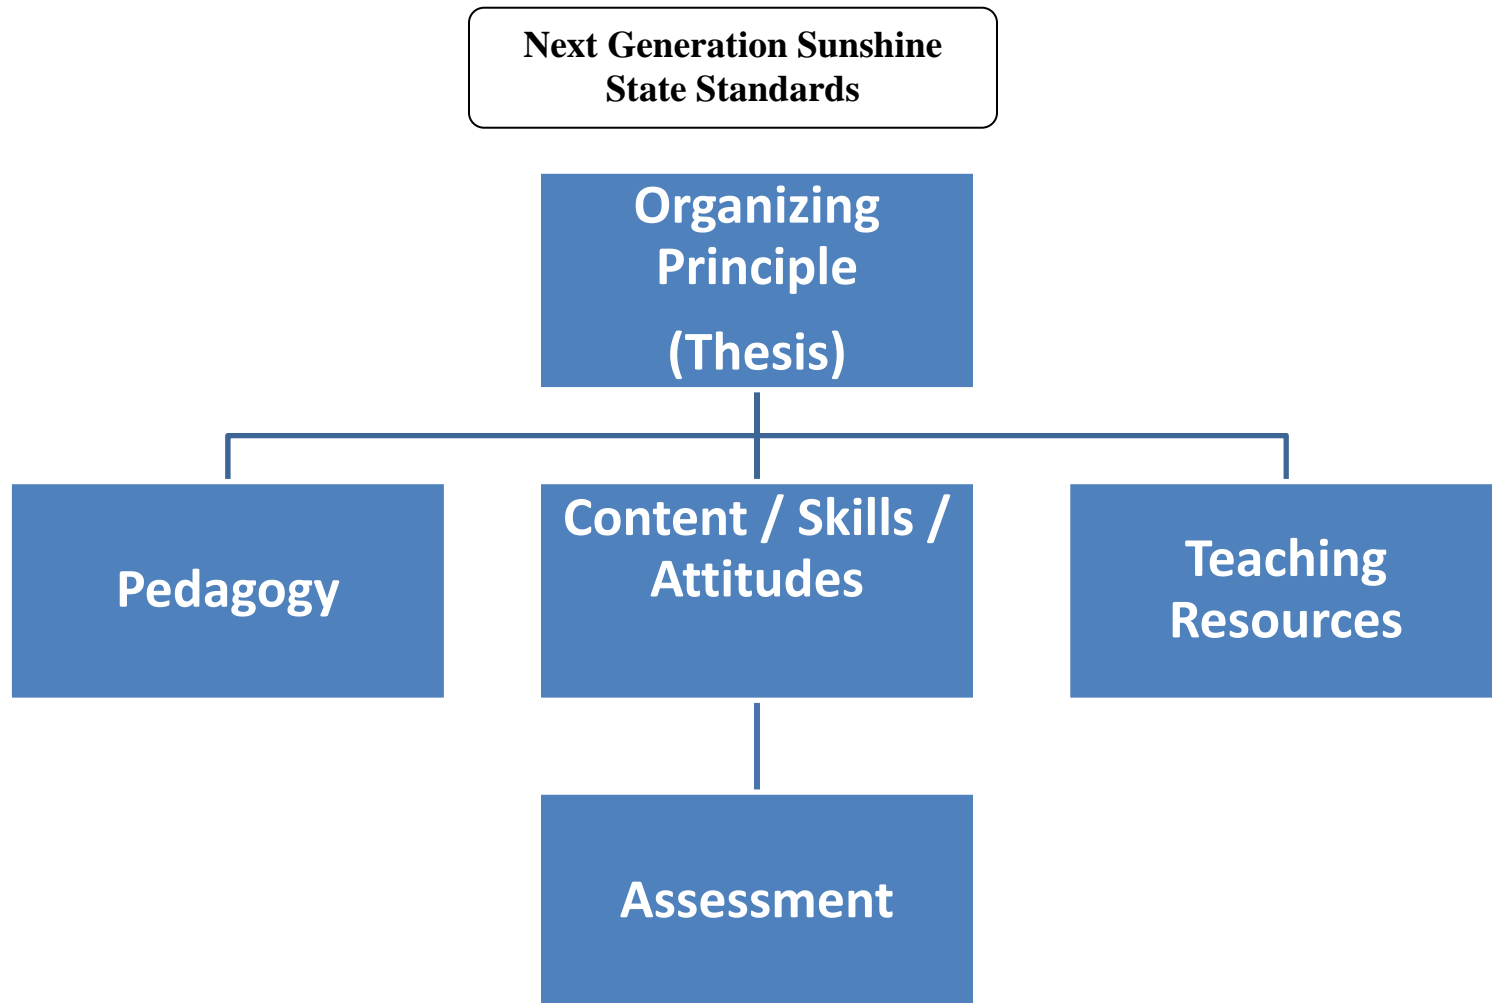 Next Generation Sunshine
State Standards
Organizing
Principle
(Thesis)
Pedagogy
Content / Skills /
Attitudes
Teaching
Resources
Assessment